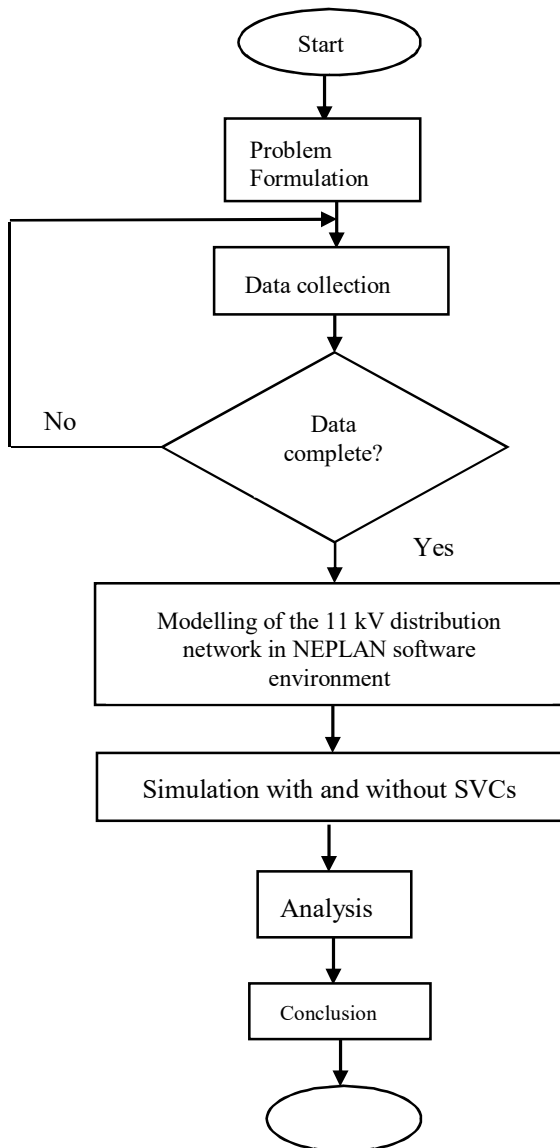 Start
Problem
Formulation
Data collection
Data
complete?
No
Yes
Modelling of the 11 kV distribution
network in NEPLAN software
environment
Simulation with and without SVCs
Analysis
Conclusion